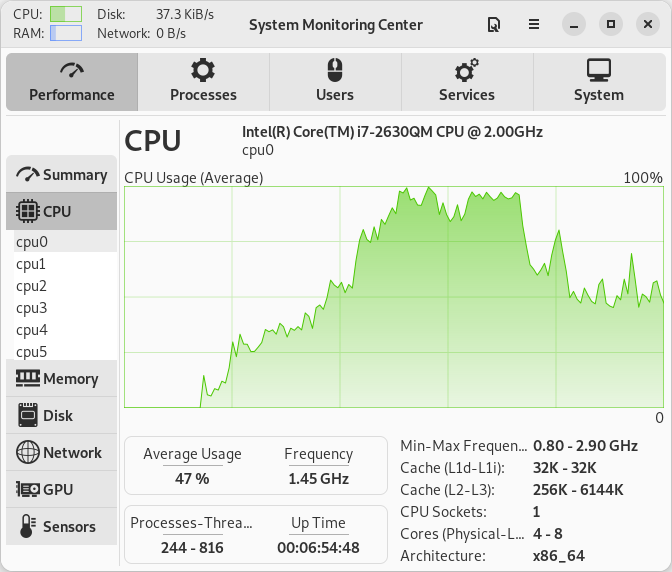 CPU: Disk: 37.3 KiB/s
RAM: Network: 0 B/s
System Monitoring Center
Performance Processes Users Services System
Summary
CPU
cpu0
cpu1
cpu2
cpu3
cpu4
cpu5
Memory
Disk
Network
GPU
Sensors
CPU
Intel(R) Core(TM) i7-2630QM CPU @ 2.00GHz
cpu0
CPU Usage (Average) 100%
0
Average Usage Frequency
47 % 1.45 GHz
Processes-Threa... Up Time
244 - 816 00:06:54:48
Min-Max Frequen... 0.80 - 2.90 GHz
Cache (L1d-L1i): 32K - 32K
Cache (L2-L3): 256K - 6144K
CPU Sockets: 1
Cores (Physical-L... 4 - 8
Architecture: x86_64